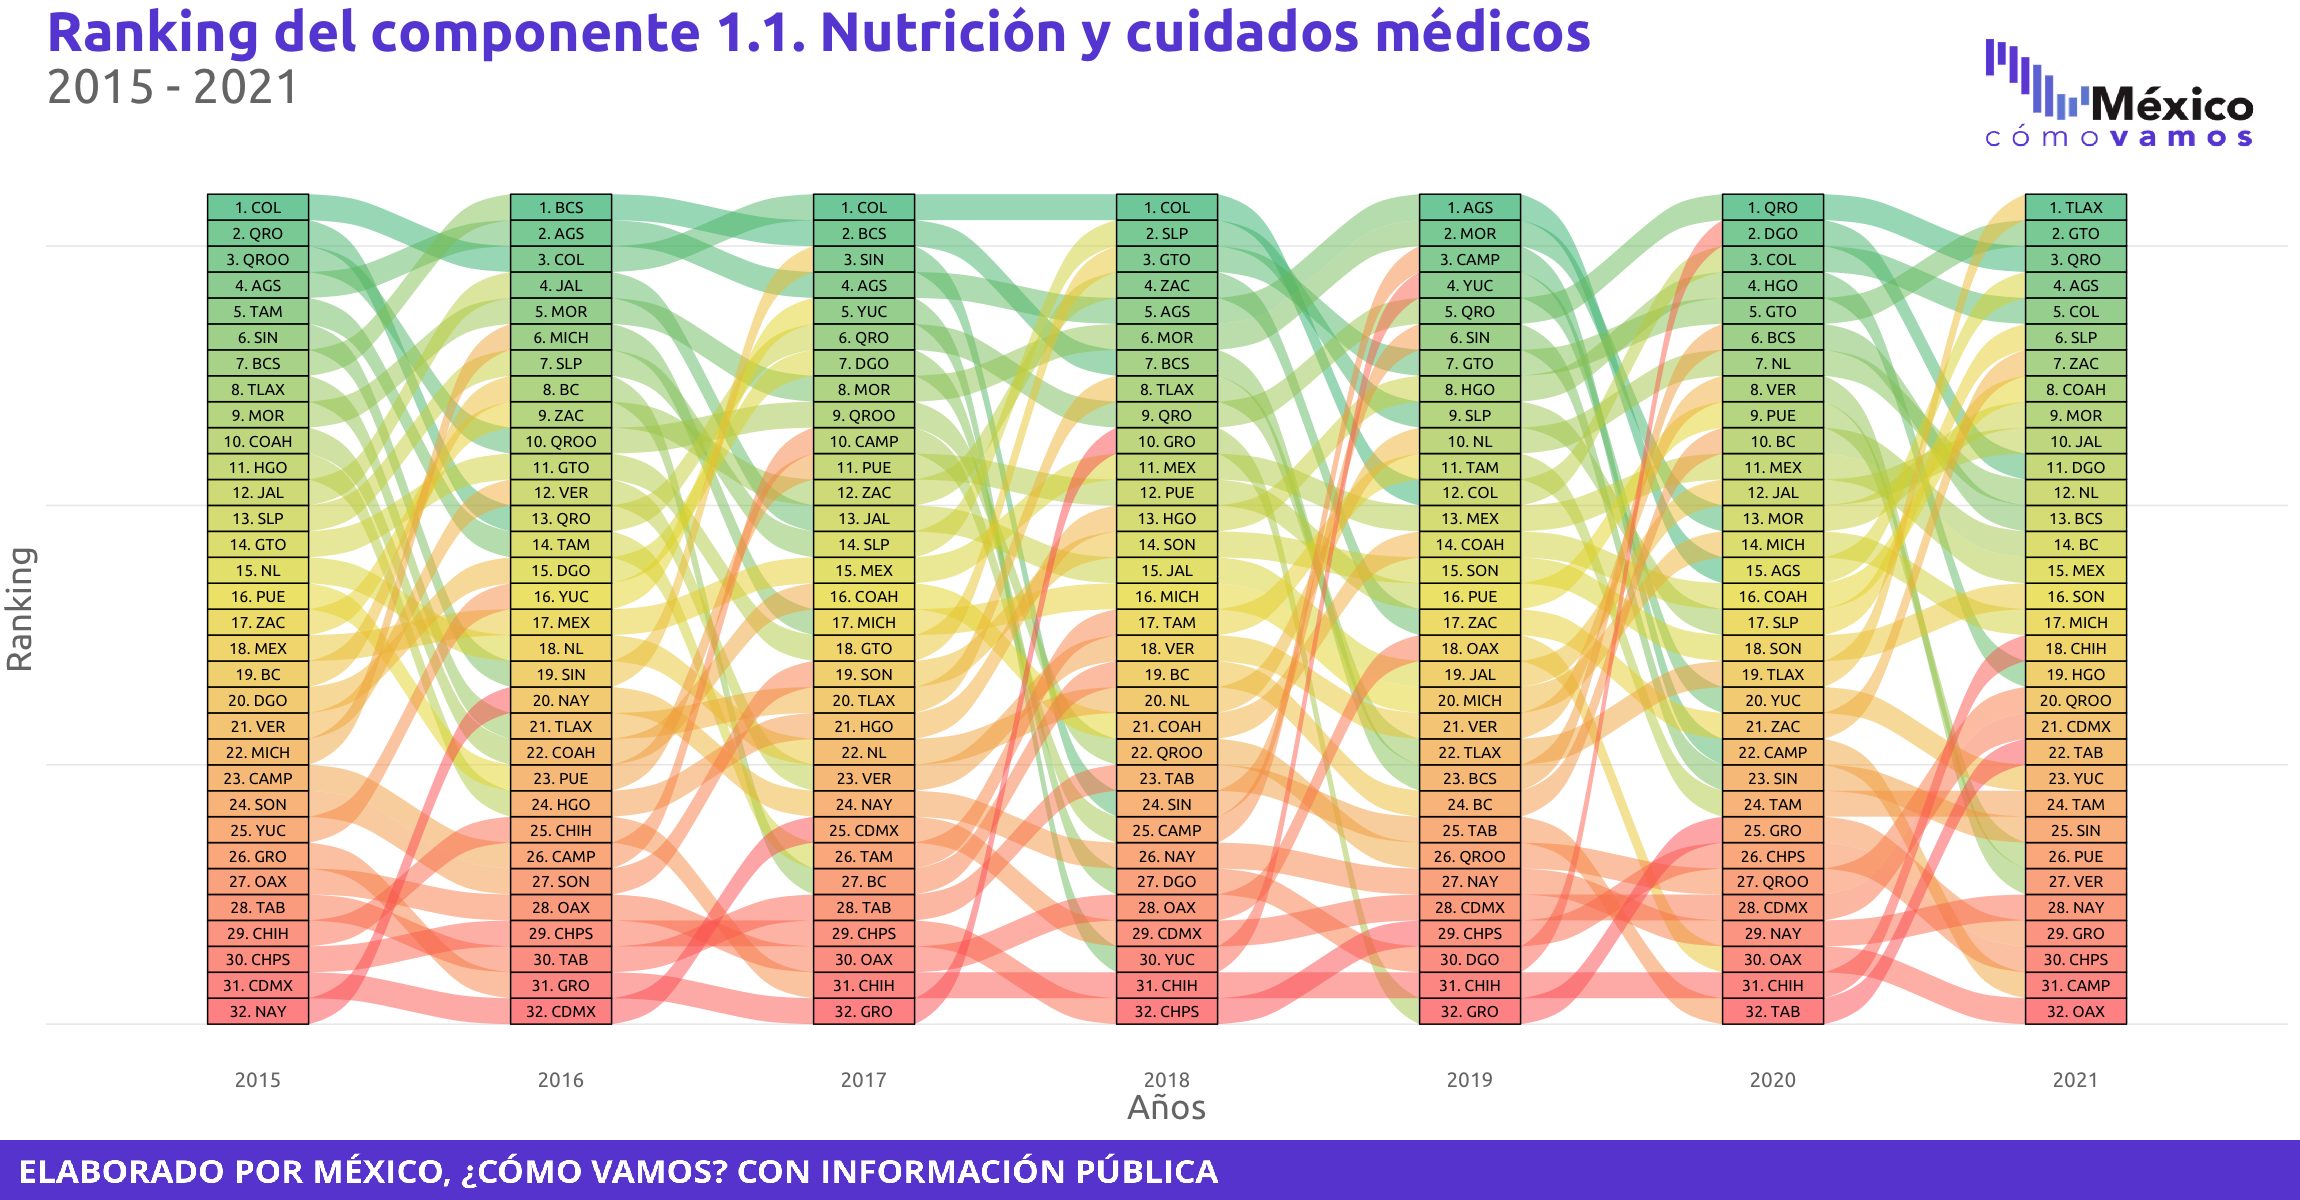 Ranking del componente 1.1. Nutrición y cuidados médicos
2015 - 2021
México
cómovamos
Ranking
1. COL
2. QRO
3. QROO
4. AGS
5. TAM
6. SIN
7. BCS
8. TLAX
9. MOR
10. COAH
11. HGO
12. JAL
13. SLP
14. GTO
15. NL
16. PUE
17. ZAC
18. MEX
19. BC
20. DGO
21. VER
22. MICH
23. CAMP
24. SON
25. YUC
26. GRO
27. OAX
28. TAB
29. CHIH
30. CHPS
31. CDMX
32. NAY
1. BCS
2. AGS
3. COL
4. JAL
5. MOR
6. MICH
7. SLP
8. BC
9. ZAC
10. QROO
11. GTO
12. VER
13. QRO
14. TAM
15. DGO
16. YUC
17. MEX
18. NL
19. SIN
20. NAY
21. TLAX
22. COAH
23. PUE
24. HGO
25. CHIH
26. CAMP
27. SON
28. OAX
29. CHPS
30. TAB
31. GRO
32. CDMX
1. COL
2. BCS
3. SIN
4. AGS
5. YUC
6. QRO
7. DGO
8. MOR
9. QROO
10. CAMP
11. PUE
12. ZAC
13. JAL
14. SLP
15. MEX
16. COAH
17. MICH
18. GTO
19. SON
20. TLAX
21. HGO
22. NL
23. VER
24. NAY
25. CDMX
26. TAM
27. BC
28. TAB
29. CHPS
30. OAX
31. CHIH
32. GRO
1. COL
2. SLP
3. GTO
4. ZAC
5. AGS
6. MOR
7. BCS
8. TLAX
9. QRO
10. GRO
11. MEX
12. PUE
13. HGO
14. SON
15. JAL
16. MICH
17. TAM
18. VER
19. BC
20. NL
21. COAH
22. QROO
23. TAB
24. SIN
25. CAMP
26. NAY
27. DGO
28. OAX
29. CDMX
30. YUC
31. CHIH
32. CHPS
1. AGS
2. MOR
3. CAMP
4. YUC
5. QRO
6. SIN
7. GTO
8. HGO
9. SLP
10. NL
11. TAM
12. COL
13. MEX
14. COAH
15. SON
16. PUE
17. ZAC
18. OAX
19. JAL
20. MICH
21. VER
22. TLAX
23. BCS
24. BC
25. TAB
26. QROO
27. NAY
28. CDMX
29. CHPS
30. DGO
31. CHIH
32. GRO
1. QRO
2. DGO
3. COL
4. HGO
5. GTO
6. BCS
7. NL
8. VER
9. PUE
10. BC
11. MEX
12. JAL
13. MOR
14. MICH
15. AGS
16. COAH
17. SLP
18. SON
19. TLAX
20. YUC
21. ZAC
22. CAMP
23. SIN
24. TAM
25. GRO
26. CHPS
27. QROO
28. CDMX
29. NAY
30. OAX
31. CHIH
32. TAB
1. TLAX
2. GTO
3. QRO
4. AGS
5. COL
6. SLP
7. ZAC
8. COAH
9. MOR
10. JAL
11. DGO
12. NL
13. BCS
14. BC
15. MEX
16. SON
17. MICH
18. CHIH
19. HGO
20. QROO
21. CDMX
22. TAB
23. YUC
24. TAM
25. SIN
26. PUE
27. VER
28. NAY
29. GRO
30. CHPS
31. CAMP
32. OAX
2015 2016 2017 2018 2019 2020 2021
Años
ELABORADO POR MÉXICO, ¿CÓMO VAMOS? CON INFORMACIÓN PÚBLICA